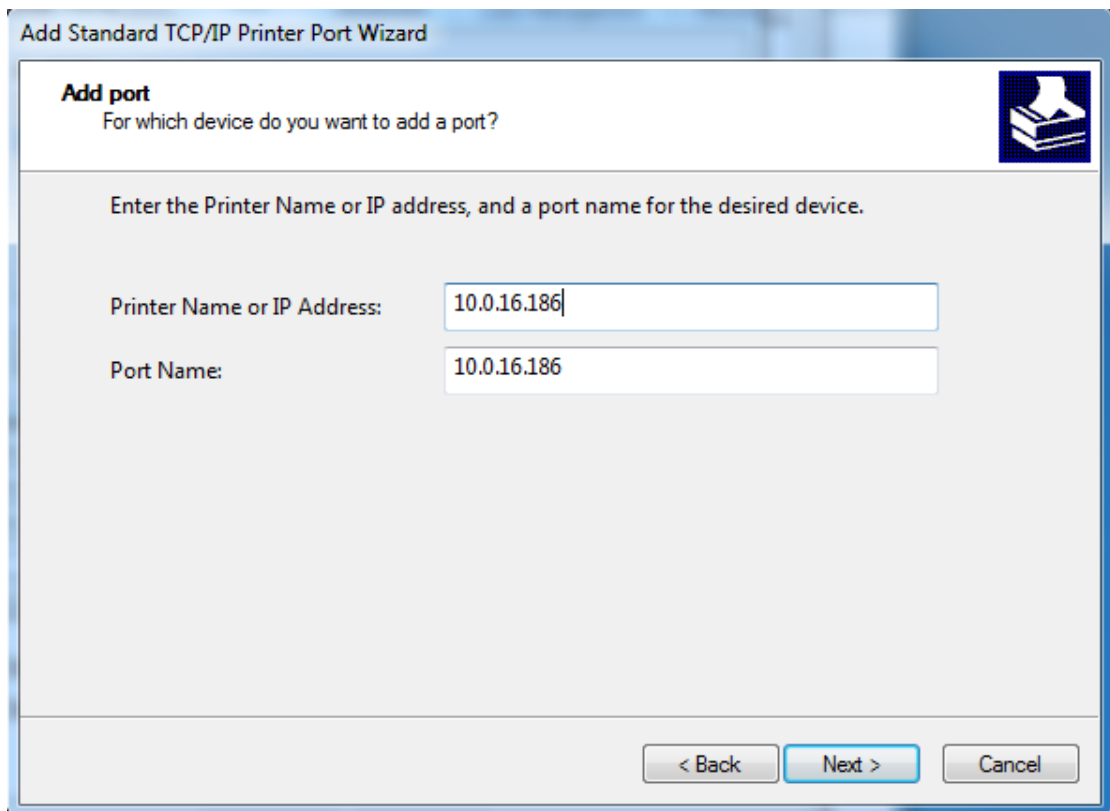 Add Standard TCP/IP Printer Port Wizard
Add port
For which device do you want to add a port?
Enter the Printer Name or IP address, and a port name for the desired device.
Printer Name or IP Address: 10.0.16.186
Port Name: 10.0.16.186
< Back Next > Cancel